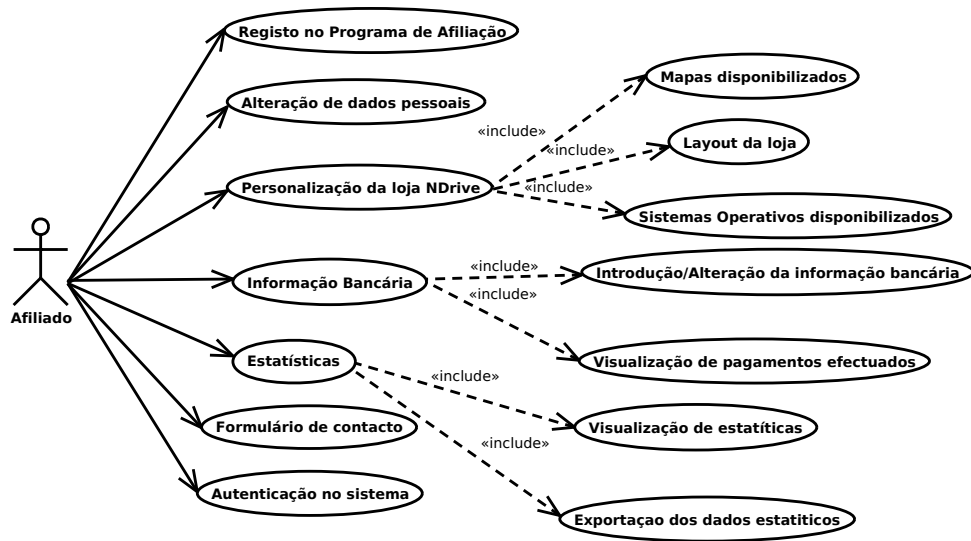 Registo no Programa de Afiliação
Mapas disponibilizados
Alteração de dados pessoais
«include»
Layout da loja
«include»
Personalização da loja NDrive
«include»
Sistemas Operativos disponibilizados
Afiliado
Informação Bancária
«include»
Introdução/Alteração da informação bancária
«include»
Estatísticas
Visualização de pagamentos efectuados
«include»
Formulário de contacto
Visualização de estatíticas
«include»
Autenticação no sistema
Exportaçao dos dados estatiticos